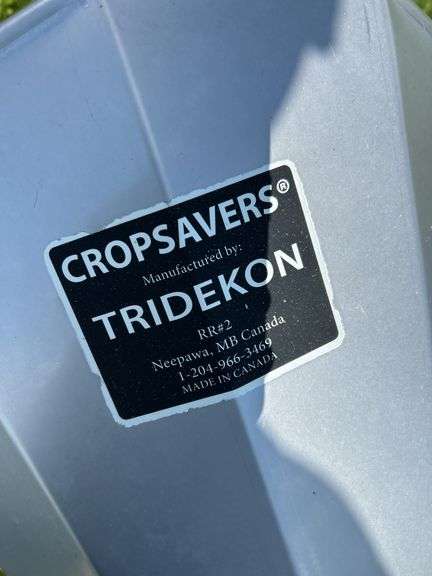 CROPSAVERS®
Manufactured by:
TRIDEKON
RR#2
Neepawa, MB Canada
1-204-966-3469
MADE IN CANADA